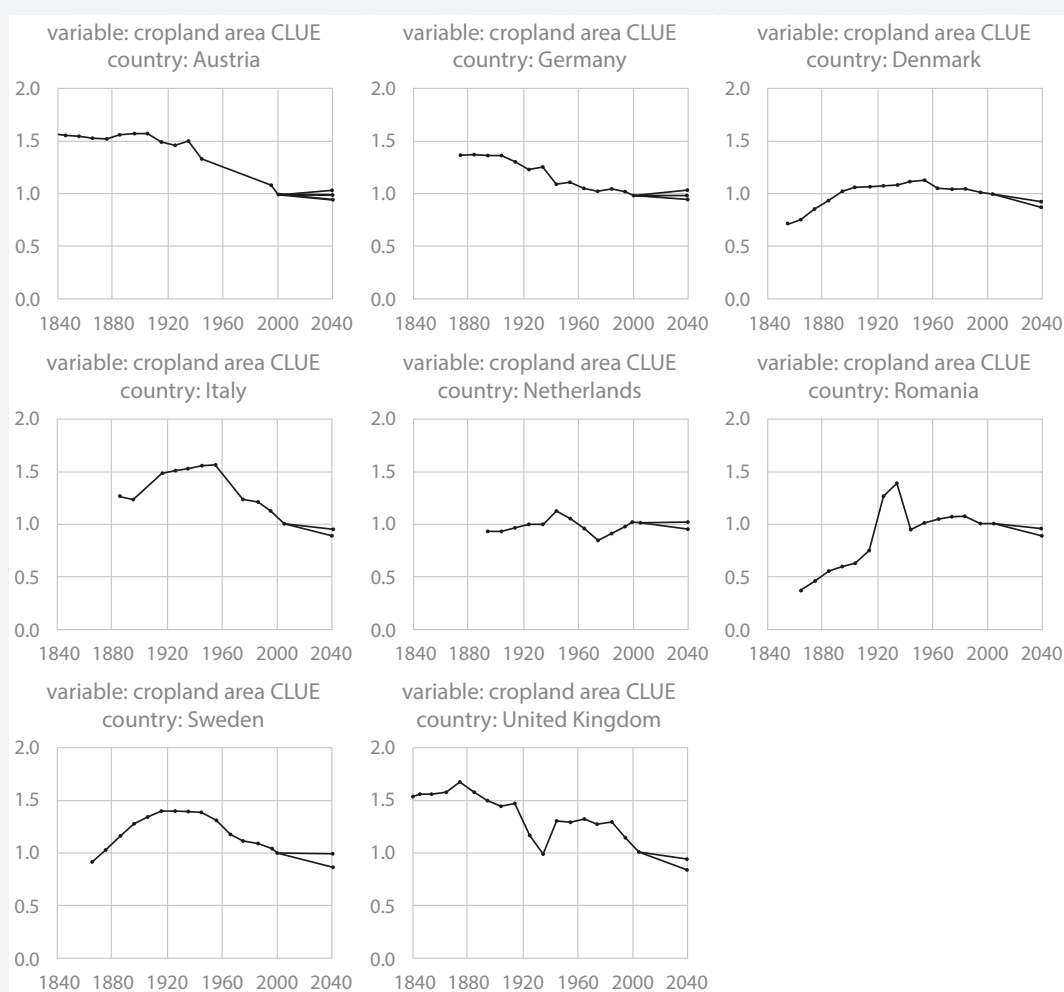 variable: cropland area CLUE
country: Austria
2.0
1.5
1.0
0.5
0.0
1840 1880 1920 1960 2000 2040
variable: cropland area CLUE
country: Germany
2.0
1.5
1.0
0.5
0.0
1840 1880 1920 1960 2000 2040
variable: cropland area CLUE
country: Denmark
2.0
1.5
1.0
0.5
0.0
1840 1880 1920 1960 2000 2040
variable: cropland area CLUE
country: Italy
2.0
1.5
1.0
0.5
0.0
1840 1880 1920 1960 2000 2040
variable: cropland area CLUE
country: Netherlands
2.0
1.5
1.0
0.5
0.0
1840 1880 1920 1960 2000 2040
variable: cropland area CLUE
country: Romania
2.0
1.5
1.0
0.5
0.0
1840 1880 1920 1960 2000 2040
variable: cropland area CLUE
country: Sweden
2.0
1.5
1.0
0.5
0.0
1840 1880 1920 1960 2000 2040
variable: cropland area CLUE
country: United Kingdom
2.0
1.5
1.0
0.5
0.0
1840 1880 1920 1960 2000 2040